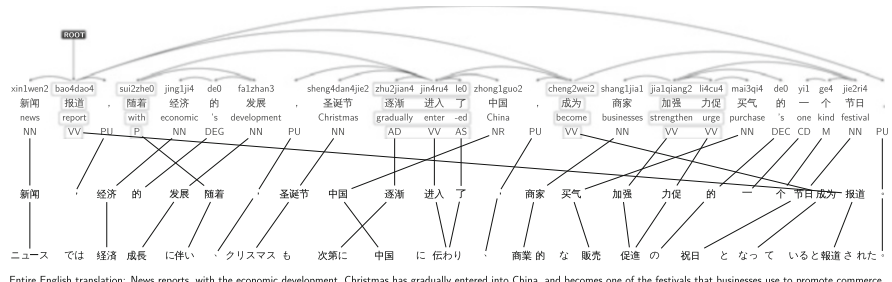 ROOT
xin1wen2 bao4dao4 sui2zhe0 jing1ji4 de0 fa1zhan3 sheng4dan4jie2 zhu2jian4 jin4ru4 le0 zhong1guo2 cheng2wei2 shang1jia1 jia1qiang2 li4cu4 mai3qi4 de0 yi1 ge4 jie2ri4
新闻 报道 , 随着 经济 的 发展 , 圣诞节 逐渐 进入 了 中国 , 成为 商家 加强 力促 买气 的 一 个 节日 .
news report with economic 's development Christmas gradually enter -ed China become businesses strengthen urge purchase 's one kind festival
NN VV PU P NN DEG NN PU NN AD VV AS NR PU VV NN VV VV NN DEC CD M NN PU
新闻 , 经济 的 发展 随着 , 圣诞节 中国 逐渐 进入 了 , 商家 买气 加强 力促 的 一 个 节日 成为 报道 .
ニュース では 経済 成長 に伴い 、 クリスマス も 次第に 中国 に 伝わり 、 商業 的 な 販売 促進 の 祝日 と なっ て いる と 報道 さ れ た 。
Entire English translation: News reports, with the economic development, Christmas has gradually entered into China, and becomes one of the festivals that businesses use to promote commerce.